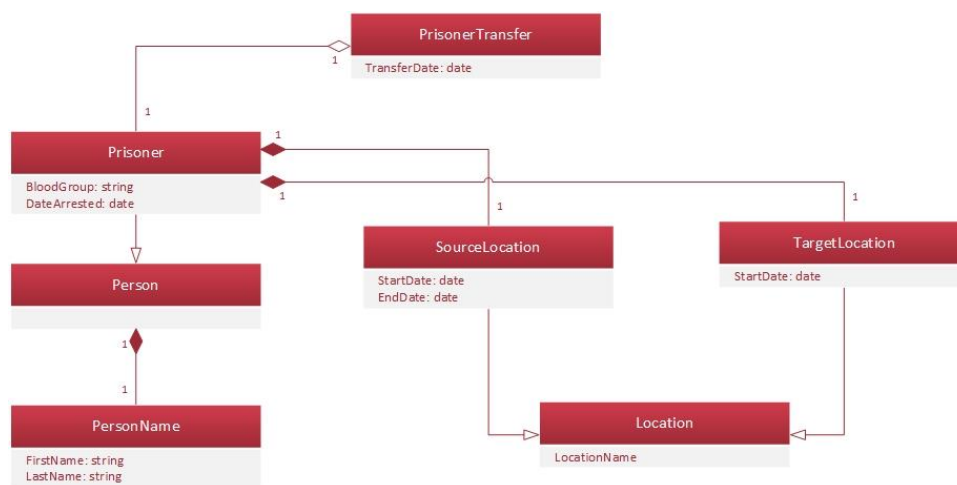 PrisonerTransfer
TransferDate: date
1
1
Prisoner
BloodGroup: string
DateArrested: date
1
1
1
1
SourceLocation
StartDate: date
EndDate: date
TargetLocation
StartDate: date
Person
1
1
PersonName
FirstName: string
LastName: string
Location
LocationName